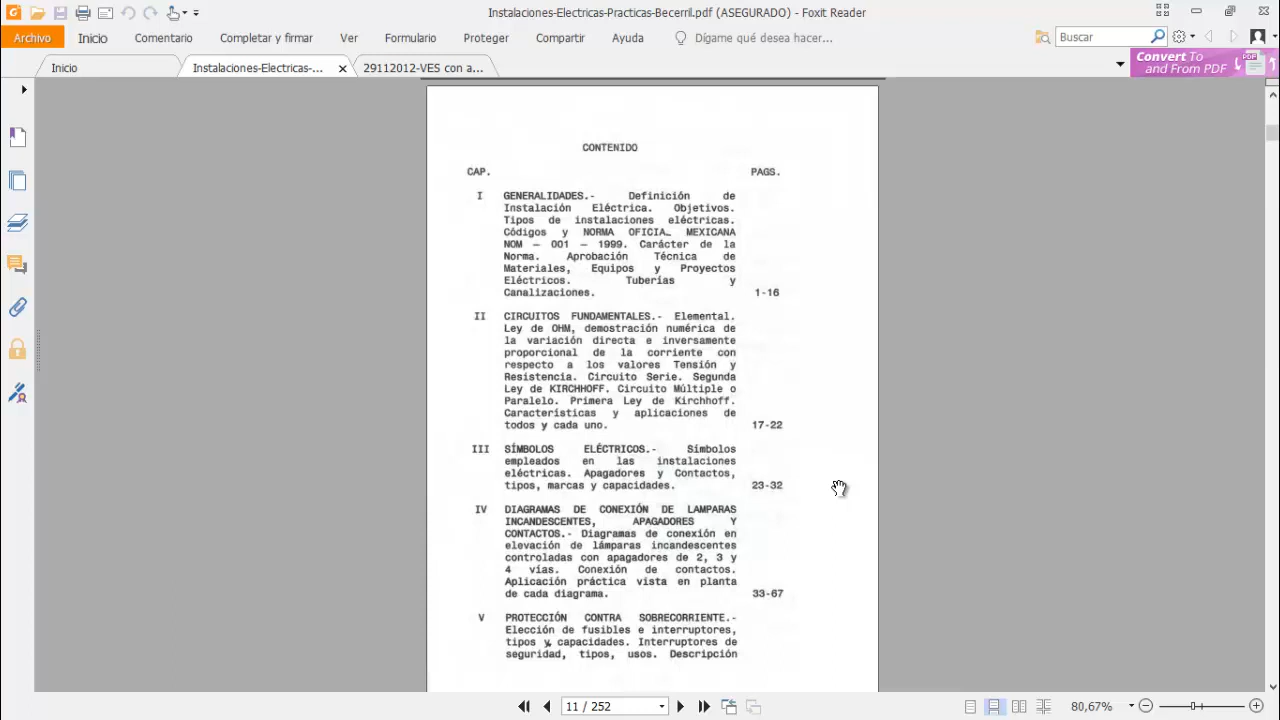 Instalaciones-Electricas-Practicas-Becerril.pdf (ASEGURADO) - Foxit Reader
Archivo Inicio Comentario Completar y firmar Ver Formulario Proteger Compartir Ayuda Dígame qué desea hacer... Buscar
Inicio Instalaciones-Electricas-... 29112012-VES con a...
Convert To
and From PDF
CONTENIDO
CAP. PAGS.
I GENERALIDADES.- Definición de
Instalación Eléctrica. Objetivos.
Tipos de instalaciones eléctricas.
Códigos y NORMA OFICIA_ MEXICANA
NOM – 001 – 1999. Carácter de la
Norma. Aprobación Técnica de
Materiales, Equipos y Proyectos
Eléctricos. Tuberías y
Canalizaciones. 1-16
II CIRCUITOS FUNDAMENTALES.- Elemental.
Ley de OHM, demostración numérica de
la variación directa e inversamente
proporcional de la corriente con
respecto a los valores Tensión y
Resistencia. Circuito Serie. Segunda
Ley de KIRCHHOFF. Circuito Múltiple o
Paralelo. Primera Ley de Kirchhoff.
Características y aplicaciones de
todos y cada uno. 17-22
III SÍMBOLOS ELÉCTRICOS.- Símbolos
empleados en las instalaciones
eléctricas. Apagadores y Contactos,
tipos, marcas y capacidades. 23-32
IV DIAGRAMAS DE CONEXIÓN DE LAMPARAS
INCANDESCENTES, APAGADORES Y
CONTACTOS.- Diagramas de conexión en
elevación de lámparas incandescentes
controladas con apagadores de 2, 3 y
4 vías. Conexión de contactos.
Aplicación práctica vista en planta
de cada diagrama. 33-67
V PROTECCIÓN CONTRA SOBRECORRIENTE.-
Elección de fusibles e interruptores,
tipos y capacidades. Interruptores de
seguridad, tipos, usos. Descripción
11 / 252 80,67%